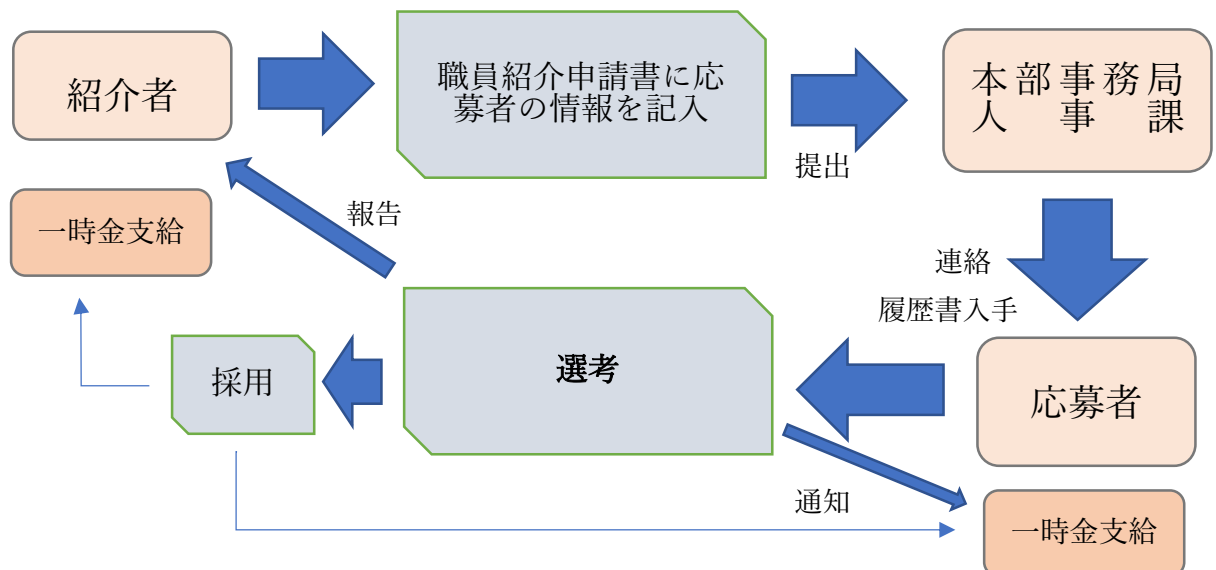 紹介者
職員紹介申請書に応
募者の情報を記入
本部事務局
人事課
提出
一時金支給
報告
連絡
履歴書入手
選考
採用
応募者
通知
一時金支給